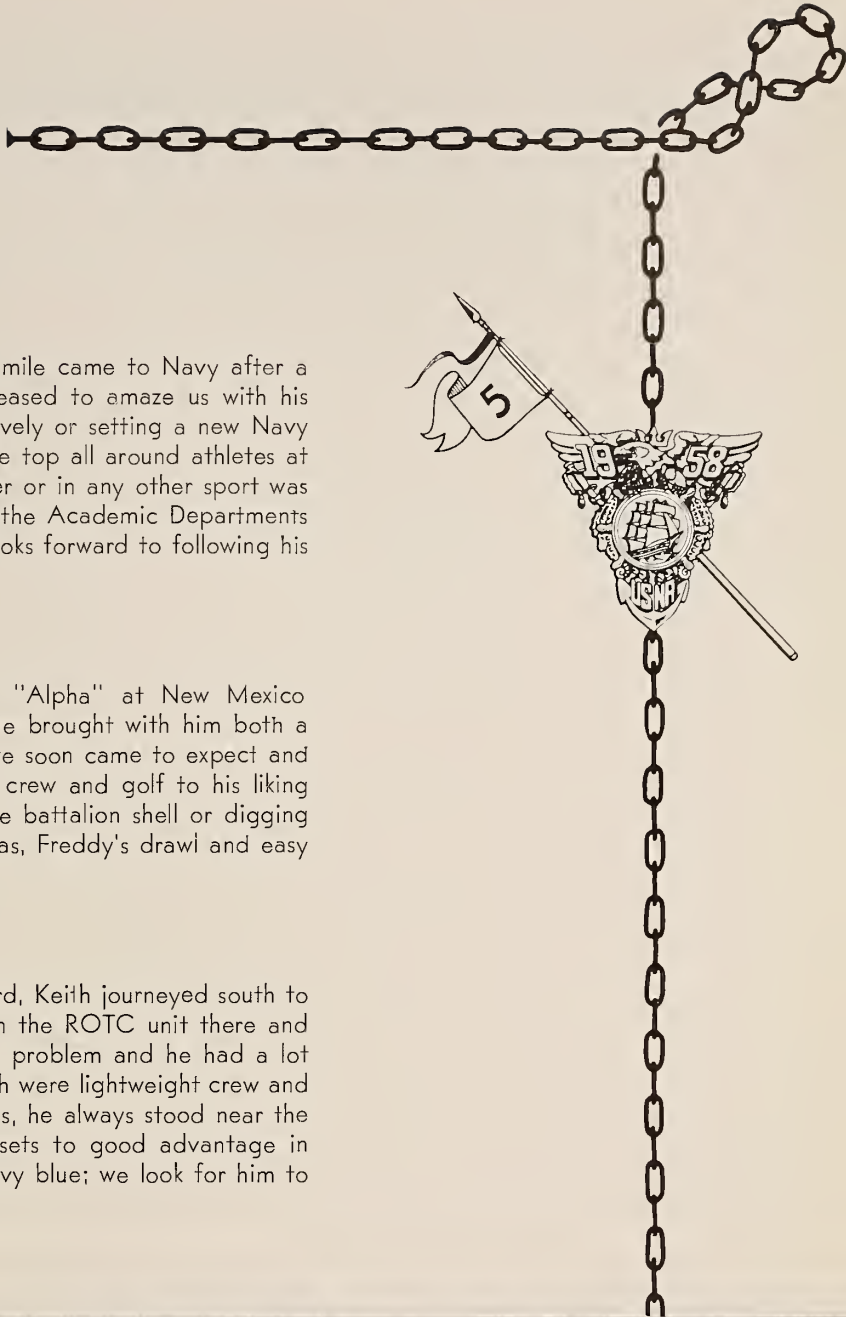 mile came to Navy after a
eased to amaze us with his
vely or setting a new Navy
e top all around athletes at
er or in any other sport was
the Academic Departments
oks forward to following his
5
19 58
USNA
"Alpha" at New Mexico
e brought with him both a
e soon came to expect and
crew and golf to his liking
e battalion shell or digging
as, Freddy's drawl and easy
rd, Keith journeyed south to
n the ROTC unit there and
problem and he had a lot
h were lightweight crew and
s, he always stood near the
sets to good advantage in
vy blue; we look for him to